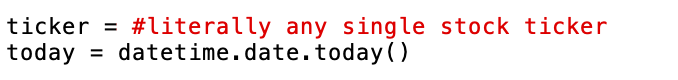 ticker = #literally any single stock ticker
today = datetime.date.today()